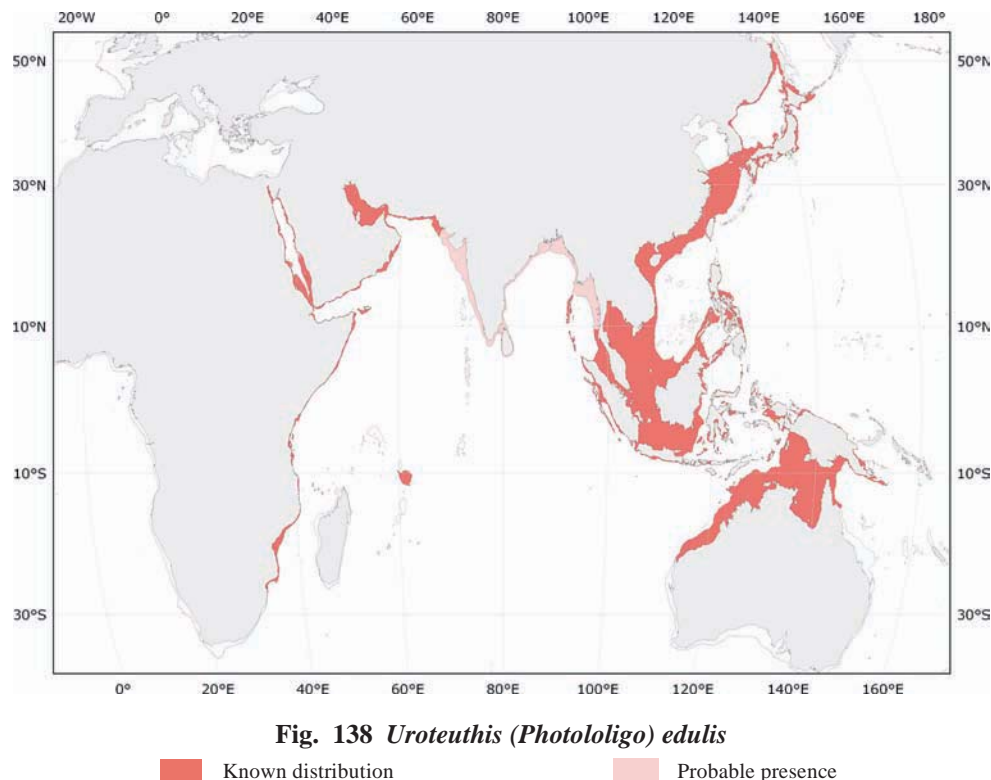 20°W 0° 20°E 40°E 60°E 80°E 100°E 120°E 140°E 160°E 180°
50°N 50°N
30°N 30°N
10°N 10°N
10°S 10°S
30°S 30°S
0° 20°E 40°E 60°E 80°E 100°E 120°E 140°E 160°E
Fig. 138 Uroteuthis (Photololigo) edulis
Known distribution Probable presence